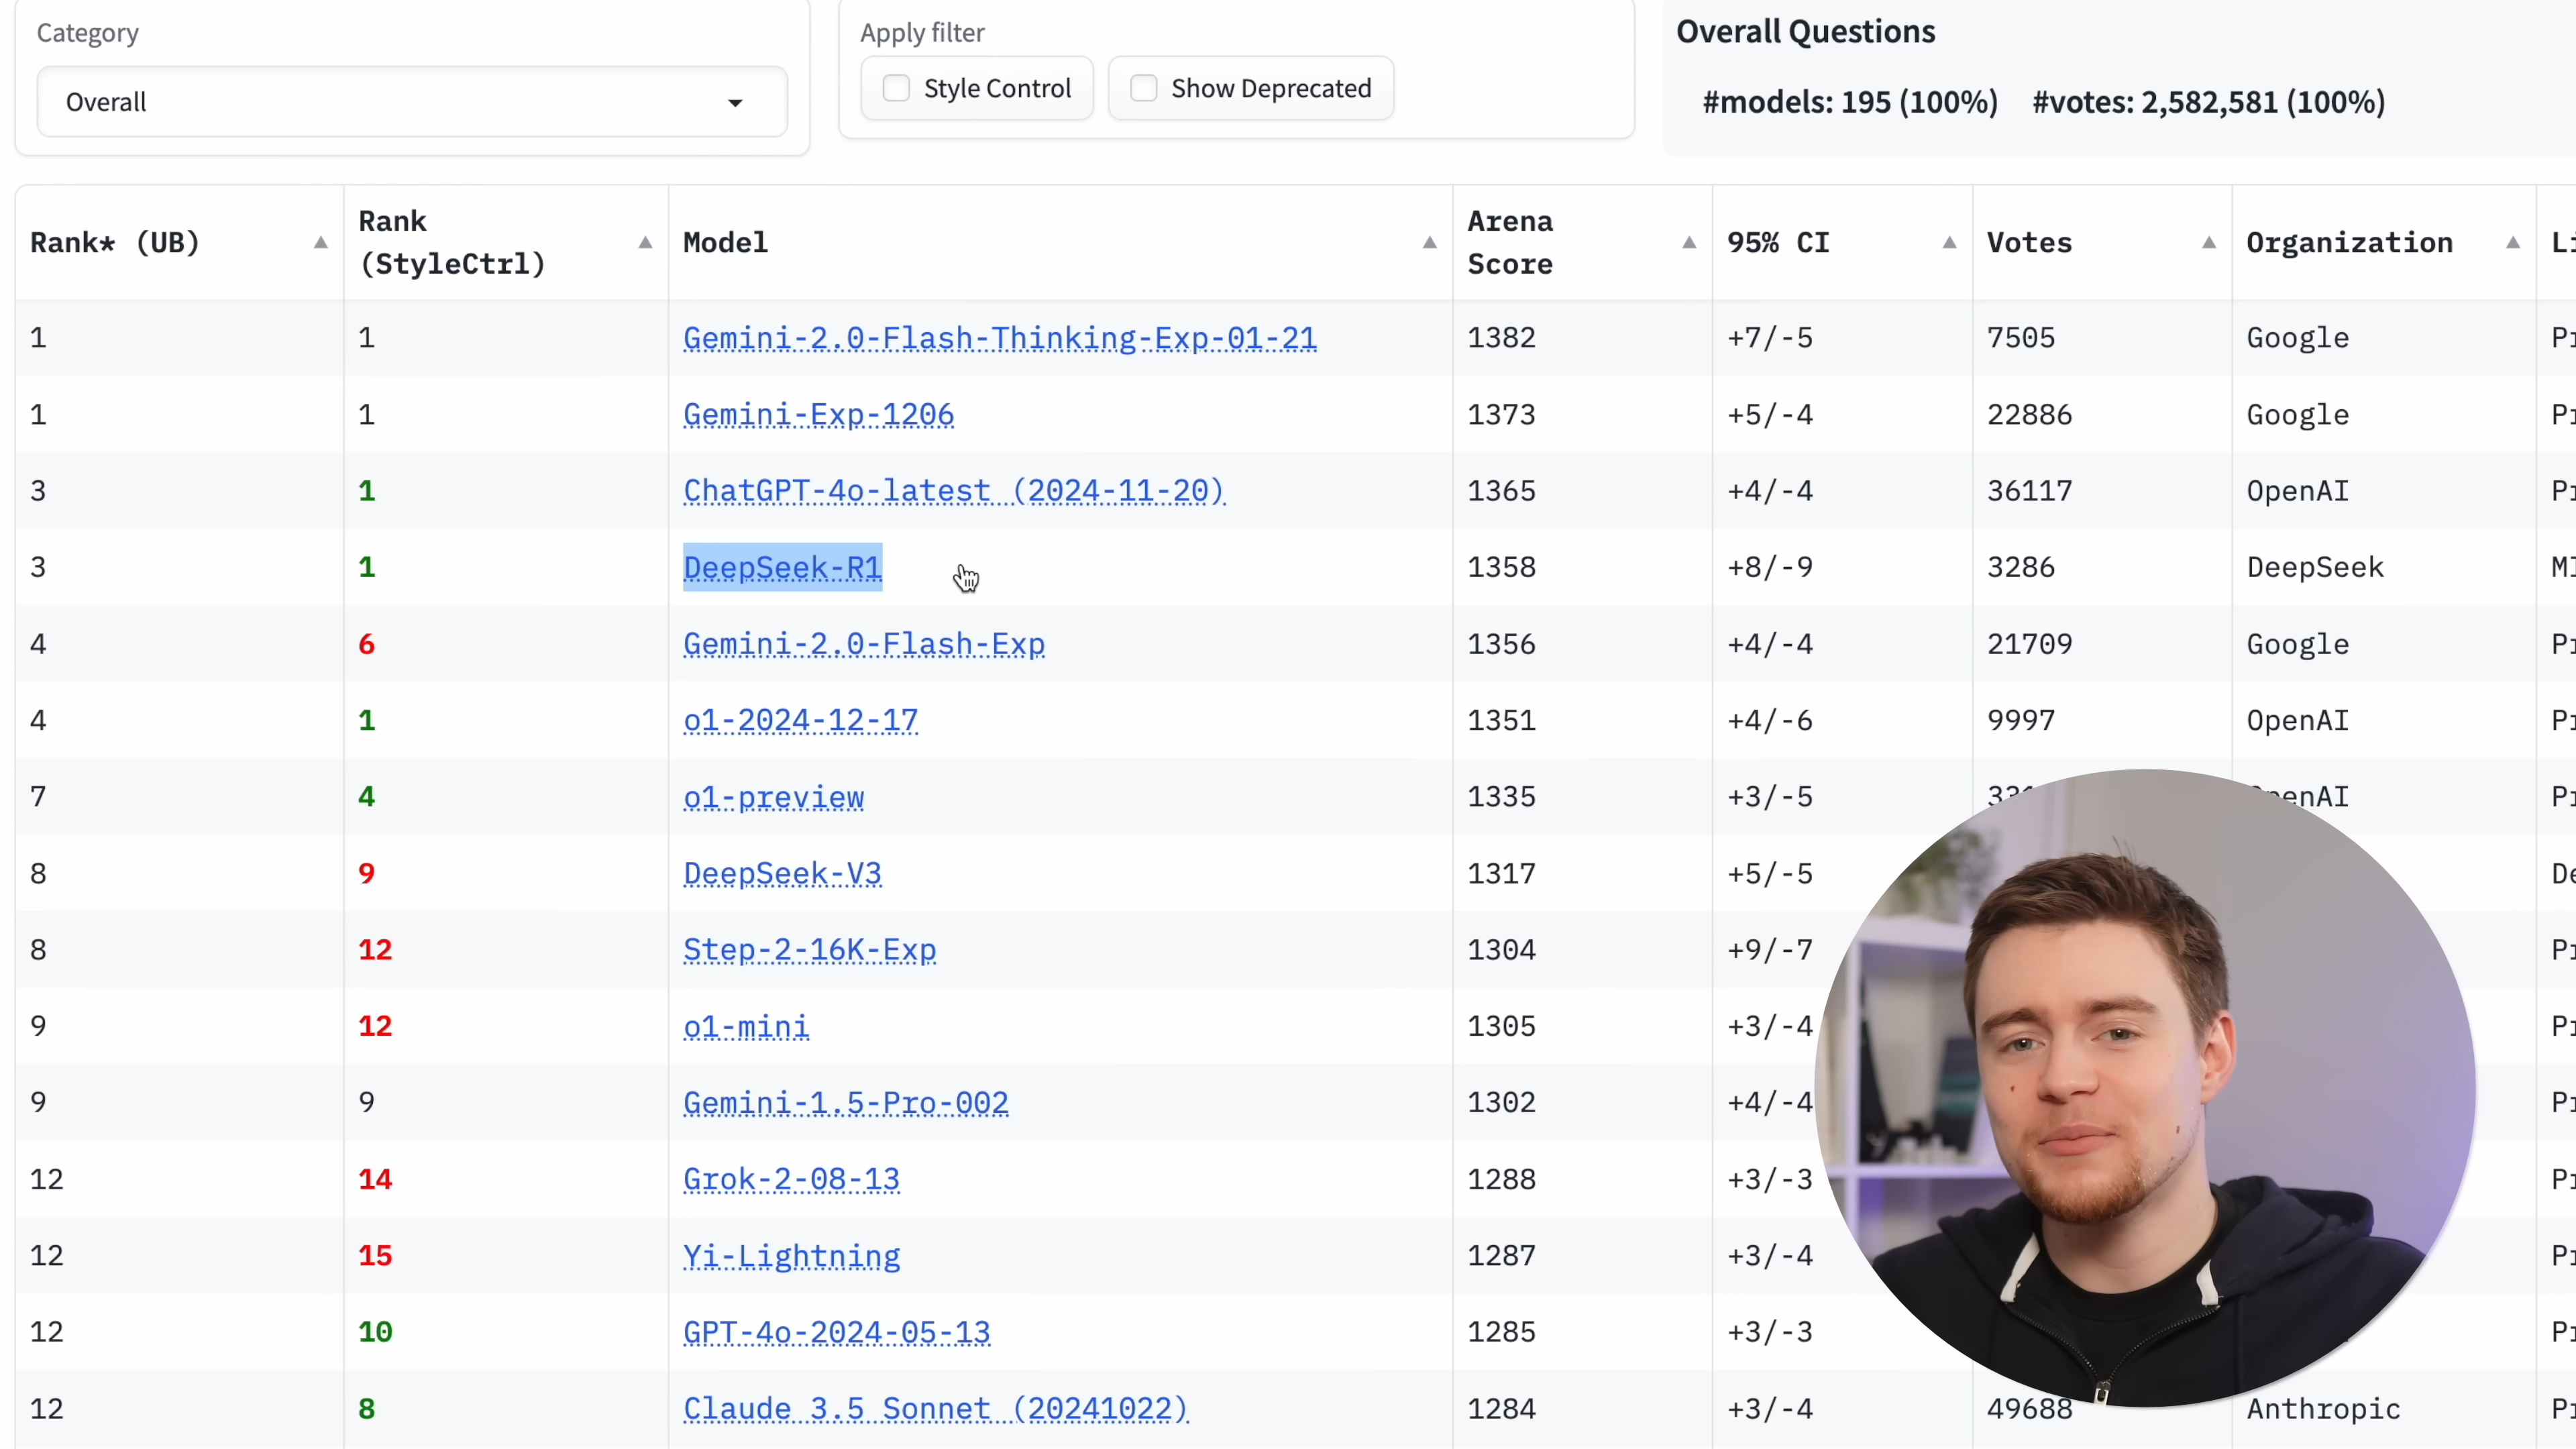 Category
Overall
Apply filter
Style Control Show Deprecated
Overall Questions
#models: 195 (100%) #votes: 2,582,581 (100%)
Rank* (UB) Rank (StyleCtrl) Model Arena Score 95% CI Votes Organization
1 1 Gemini-2.0-Flash-Thinking-Exp-01-21 1382 +7/-5 7505 Google
1 1 Gemini-Exp-1206 1373 +5/-4 22886 Google
3 1 ChatGPT-4o-latest (2024-11-20) 1365 +4/-4 36117 OpenAI
3 1 DeepSeek-R1 1358 +8/-9 3286 DeepSeek
4 6 Gemini-2.0-Flash-Exp 1356 +4/-4 21709 Google
4 1 o1-2024-12-17 1351 +4/-6 9997 OpenAI
7 4 o1-preview 1335 +3/-5
8 9 DeepSeek-V3 1317 +5/-5
8 12 Step-2-16K-Exp 1304 +9/-7
9 12 o1-mini 1305 +3/-4
9 9 Gemini-1.5-Pro-002 1302 +4/-4
12 14 Grok-2-08-13 1288 +3/-3
12 15 Yi-Lightning 1287 +3/-4
12 10 GPT-4o-2024-05-13 1285 +3/-3
12 8 Claude 3.5 Sonnet (20241022) 1284 +3/-4 49688 Anthropic